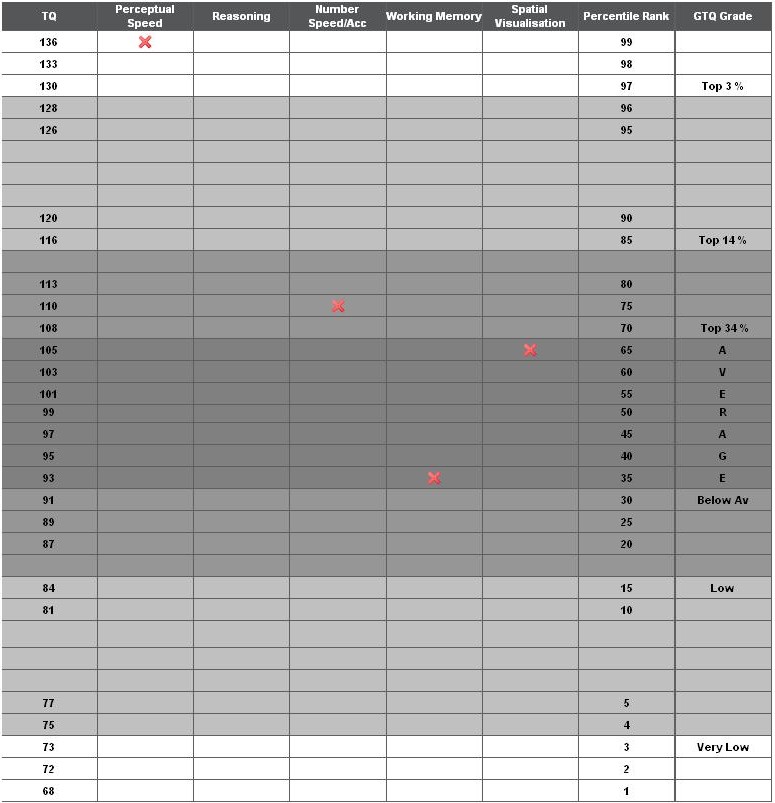 TQ Perceptual Speed Reasoning Number Speed/Acc Working Memory Spatial Visualisation Percentile Rank GTQ Grade
136 99
133 98
130 97 Top 3 %
128 96
126 95
120 90
116 85 Top 14 %
113 80
110 75
108 70 Top 34 %
105 65 A
103 60 V
101 55 E
99 50 R
97 45 A
95 40 G
93 35 E
91 30 Below Av
89 25
87 20
84 15 Low
81 10
77 5
75 4
73 3 Very Low
72 2
68 1